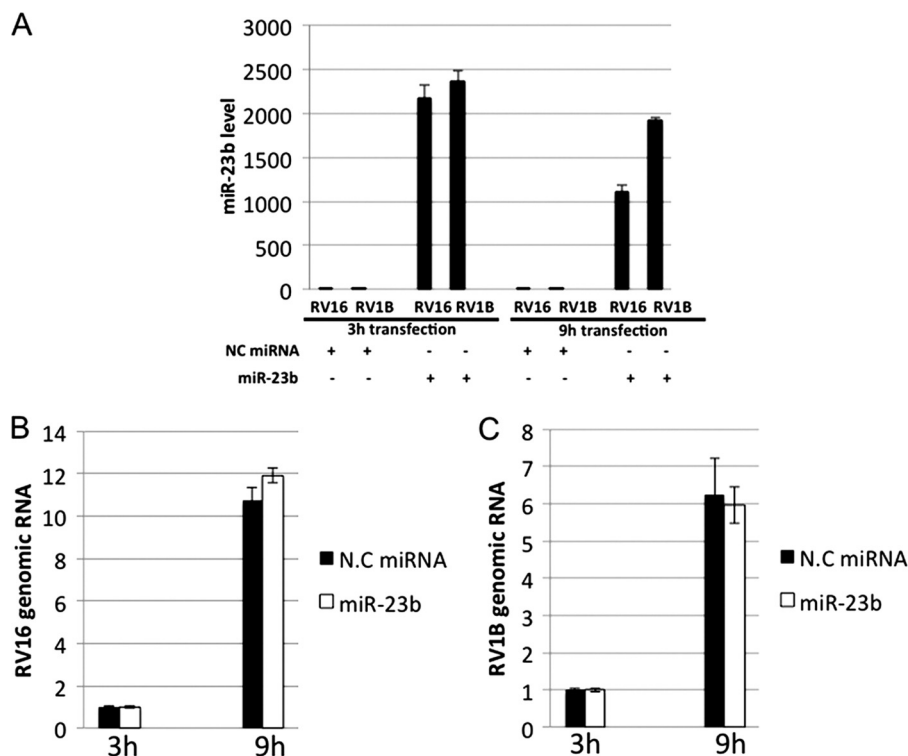 A
miR-23b level
3000
2500
2000
1500
1000
500
0
RV16 RV1B RV16 RV1B RV16 RV1B RV16 RV1B
3h transfection 9h transfection
NC miRNA + + - - + + - -
miR-23b - - + + - - + +
B
RV16 genomic RNA
14
12
10
8
6
4
2
0
3h 9h
N.C miRNA
miR-23b
C
RV1B genomic RNA
8
7
6
5
4
3
2
1
0
3h 9h
N.C miRNA
miR-23b